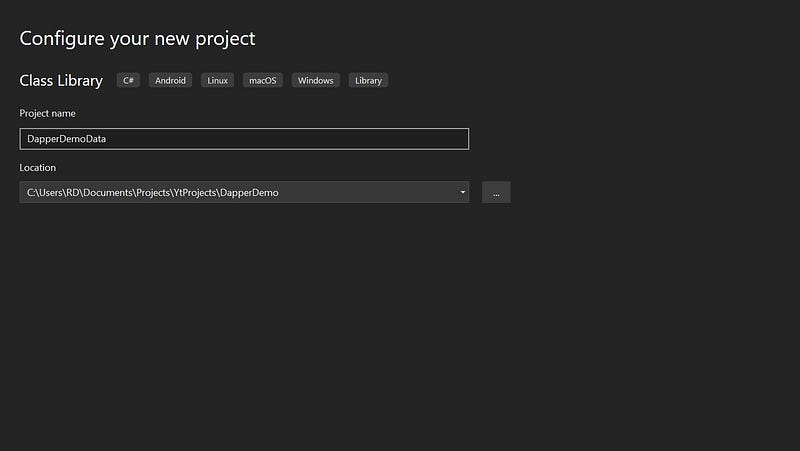 Configure your new project
Class Library C# Android Linux macOS Windows Library
Project name
DapperDemoData
Location
C:\Users\RD\Documents\Projects\YtProjects\DapperDemo ...